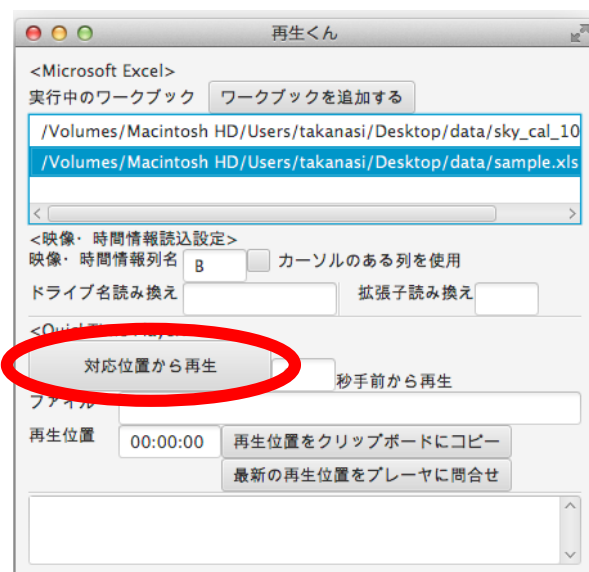 再生くん
<Microsoft Excel>
実行中のワークブック ワークブックを追加する
/Volumes/Macintosh HD/Users/takanasi/Desktop/data/sky_cal_10
/Volumes/Macintosh HD/Users/takanasi/Desktop/data/sample.xls
<映像・時間情報読込設定>
映像・時間情報列名 B カーソルのある列を使用
ドライブ名読み換え 拡張子読み換え
対応位置から再生 秒手前から再生
ファイル
再生位置 00:00:00 再生位置をクリップボードにコピー
最新の再生位置をプレーヤに問合せ